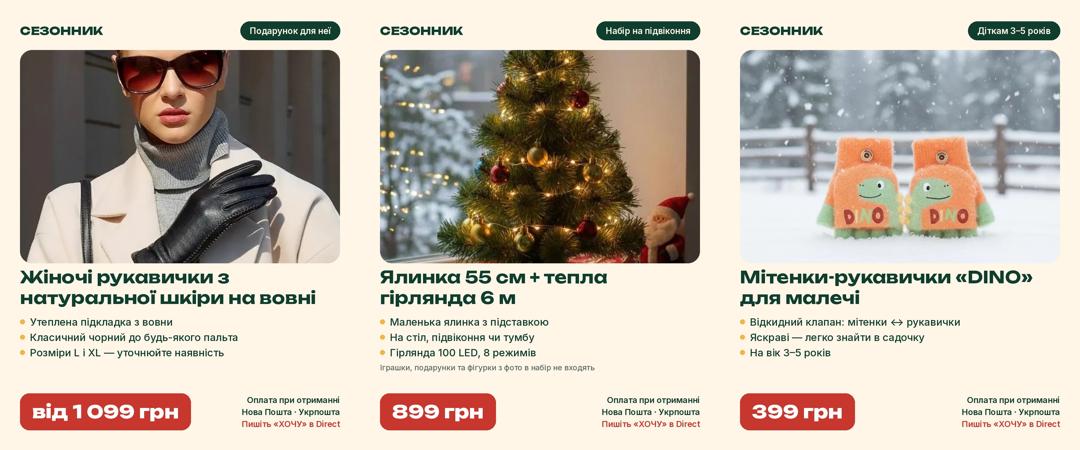 СЕЗОННИК
Подарунок для неї
Жіночі рукавички з
натуральної шкіри на вовні
Утеплена підкладка з вовни
Класичний чорний до будь-якого пальта
Розміри L і XL — уточнюйте наявність
від 1 099 грн
Оплата при отриманні
Нова Пошта · Укрпошта
Пишіть «ХОЧУ» в Direct
СЕЗОННИК
Набір на підвіконня
Ялинка 55 см + тепла
гірлянда 6 м
Маленька ялинка з підставкою
На стіл, підвіконня чи тумбу
Гірлянда 100 LED, 8 режимів
Іграшки, подарунки та фігурки з фото в набір не входять
899 грн
Оплата при отриманні
Нова Пошта · Укрпошта
Пишіть «ХОЧУ» в Direct
СЕЗОННИК
Діткам 3–5 років
DINO
DINO
Мітенки-рукавички «DINO»
для малечі
Відкидний клапан: мітенки ↔ рукавички
Яскраві — легко знайти в садочку
На вік 3–5 років
399 грн
Оплата при отриманні
Нова Пошта · Укрпошта
Пишіть «ХОЧУ» в Direct